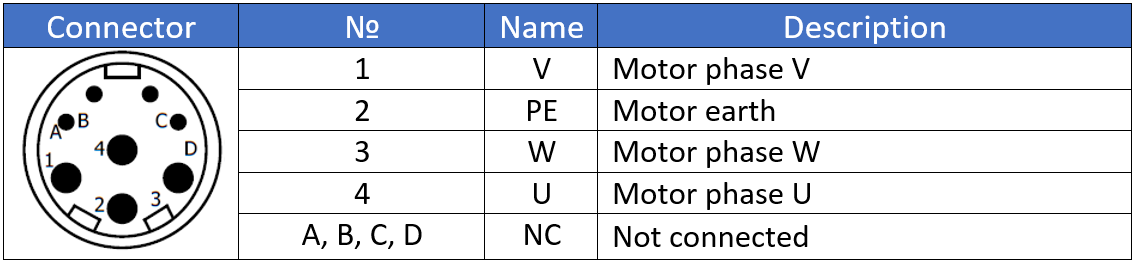 Connector № Name Description
1 V Motor phase V
2 PE Motor earth
3 W Motor phase W
4 U Motor phase U
A, B, C, D NC Not connected
A B C
4 D
1
2 3